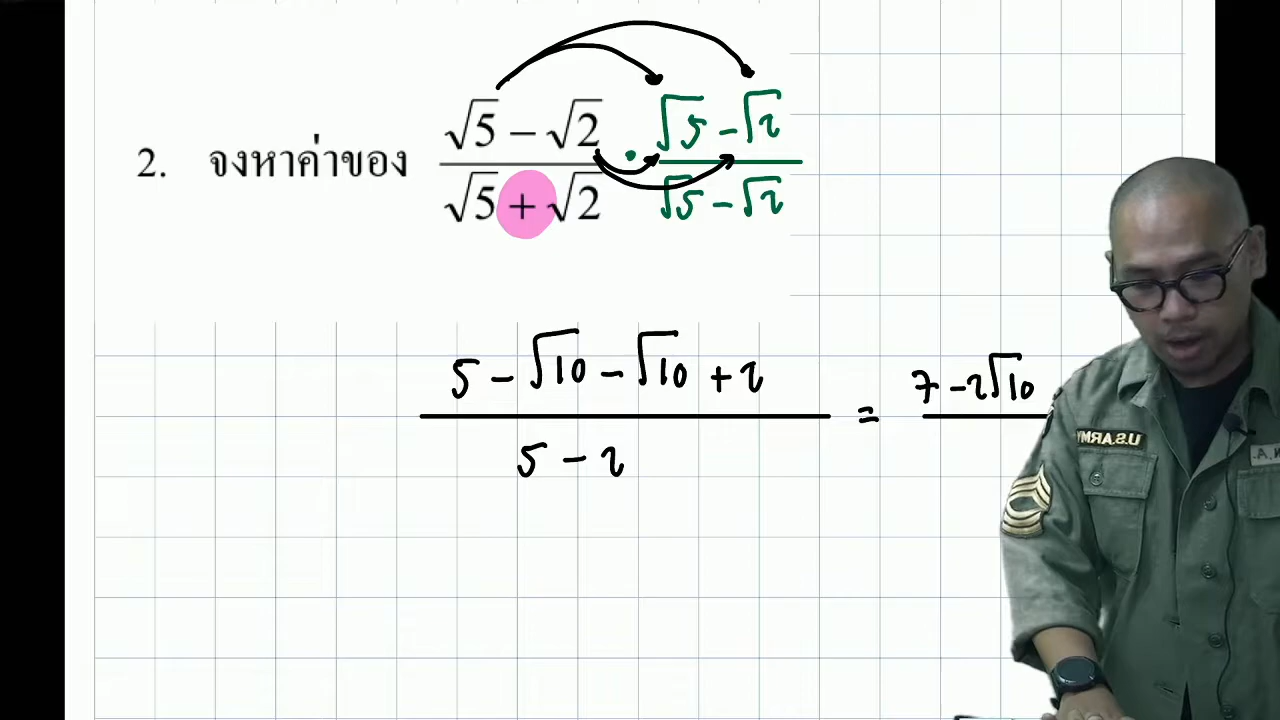 2. จงหาค่าของ √5 − √2 / √5 + √2 · √5 − √2 / √5 − √2
5 − √10 − √10 + 2 / 5 − 2 = 7 − 2√10
U.S.ARMY